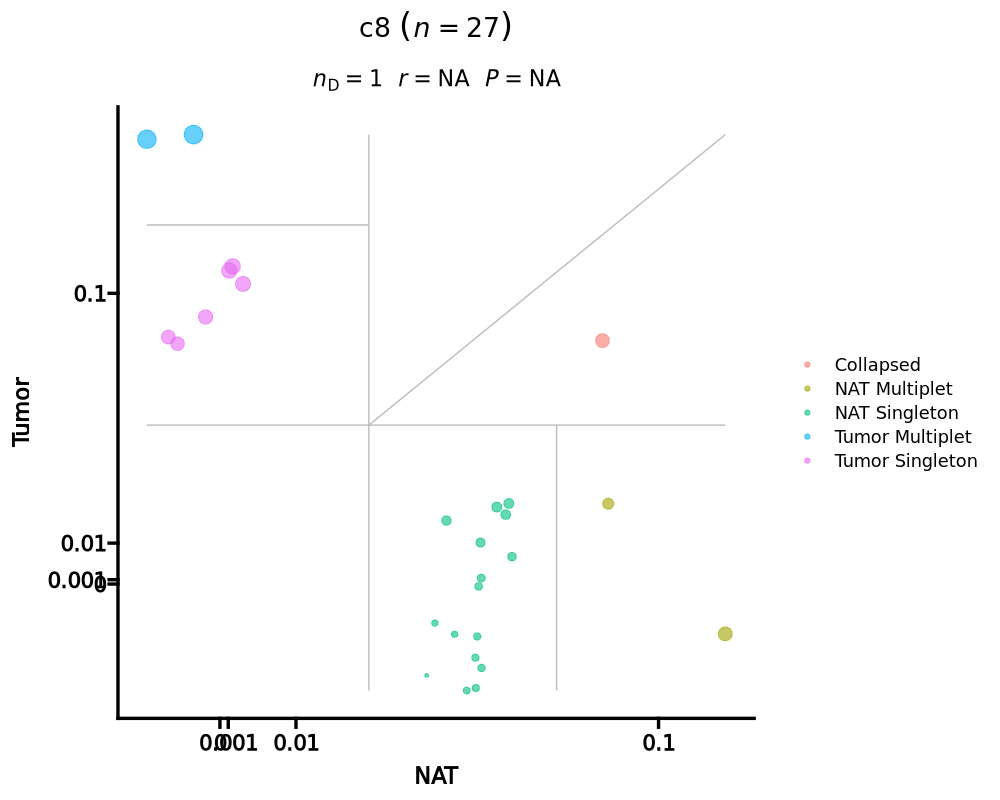 c8 (n = 27)
n_D = 1 r = NA P = NA
Tumor
0.1
0.01
0.001
0
0
0.001
0.01
0.1
NAT
Collapsed
NAT Multiplet
NAT Singleton
Tumor Multiplet
Tumor Singleton